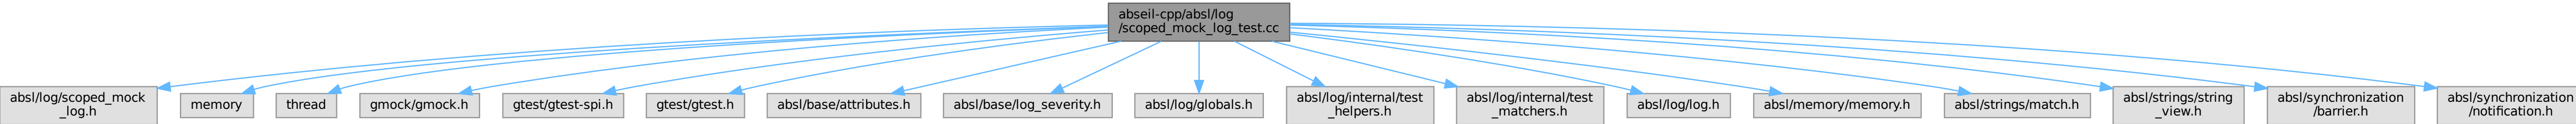 abseil-cpp/absl/log
/scoped_mock_log_test.cc
absl/log/scoped_mock
_log.h
memory
thread
gmock/gmock.h
gtest/gtest-spi.h
gtest/gtest.h
absl/base/attributes.h
absl/base/log_severity.h
absl/log/globals.h
absl/log/internal/test
_helpers.h
absl/log/internal/test
_matchers.h
absl/log/log.h
absl/memory/memory.h
absl/strings/match.h
absl/strings/string
_view.h
absl/synchronization
/barrier.h
absl/synchronization
/notification.h